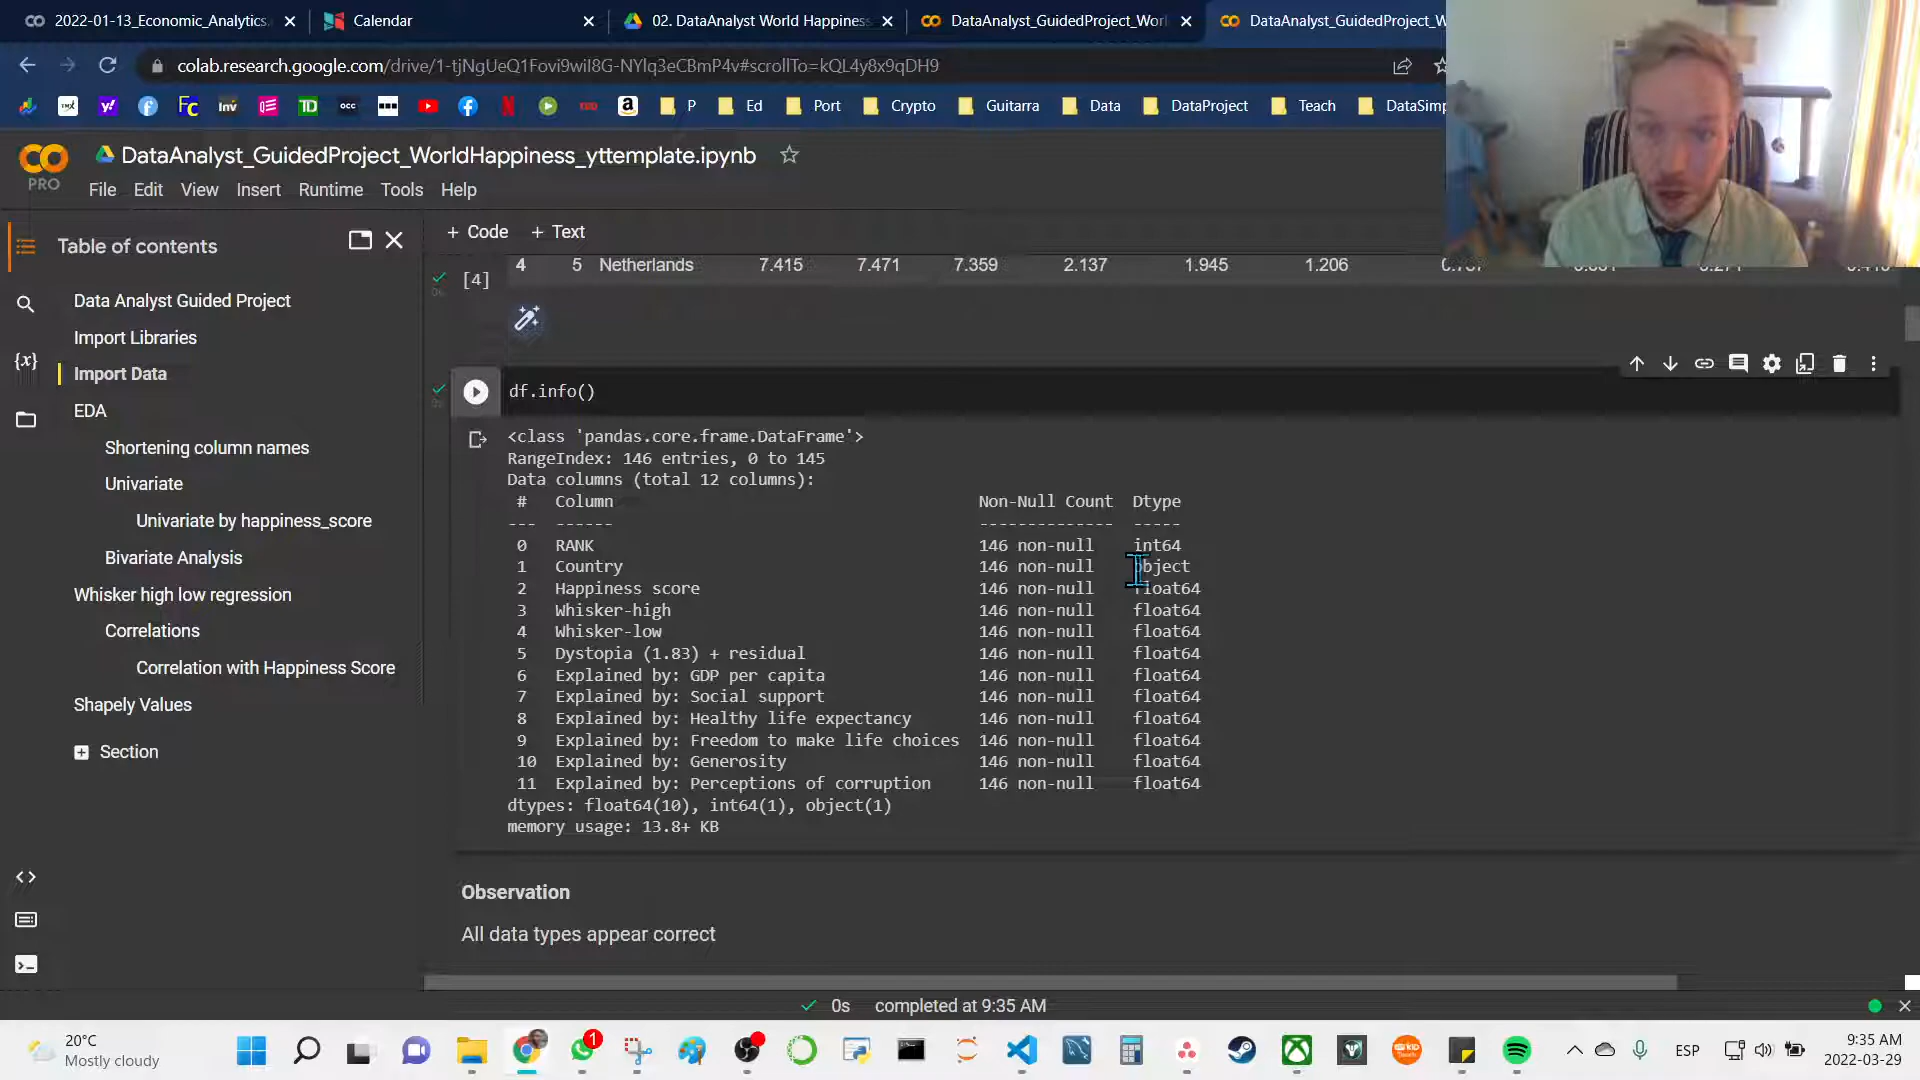 2022-01-13_Economic_Analytics.
Calendar
02. DataAnalyst World Happiness
DataAnalyst_GuidedProject_Worl
DataAnalyst_GuidedProject_W
colab.research.google.com/drive/1-tjNgUeQ1Fovi9wiI8G-NYlq3eCBmP4v#scrollTo=kQL4y8x9qDH9
TMX
y!
Fc
Inv
TD
occ
P
Ed
Port
Crypto
Guitarra
Data
DataProject
Teach
DataSimp
PRO
DataAnalyst_GuidedProject_WorldHappiness_yttemplate.ipynb
File Edit View Insert Runtime Tools Help
Table of contents
Data Analyst Guided Project
Import Libraries
Import Data
EDA
Shortening column names
Univariate
Univariate by happiness_score
Bivariate Analysis
Whisker high low regression
Correlations
Correlation with Happiness Score
Shapely Values
+ Section
{x}
+ Code + Text
[4]
4 5 Netherlands 7.415 7.471 7.359 2.137 1.945 1.206
df.info()
<class 'pandas.core.frame.DataFrame'>
RangeIndex: 146 entries, 0 to 145
Data columns (total 12 columns):
# Column Non-Null Count Dtype
--- ------ -------------- -----
0 RANK 146 non-null int64
1 Country 146 non-null object
2 Happiness score 146 non-null float64
3 Whisker-high 146 non-null float64
4 Whisker-low 146 non-null float64
5 Dystopia (1.83) + residual 146 non-null float64
6 Explained by: GDP per capita 146 non-null float64
7 Explained by: Social support 146 non-null float64
8 Explained by: Healthy life expectancy 146 non-null float64
9 Explained by: Freedom to make life choices 146 non-null float64
10 Explained by: Generosity 146 non-null float64
11 Explained by: Perceptions of corruption 146 non-null float64
dtypes: float64(10), int64(1), object(1)
memory usage: 13.8+ KB
Observation
All data types appear correct
0s completed at 9:35 AM
20°C
Mostly cloudy
1
ESP
9:35 AM
2022-03-29